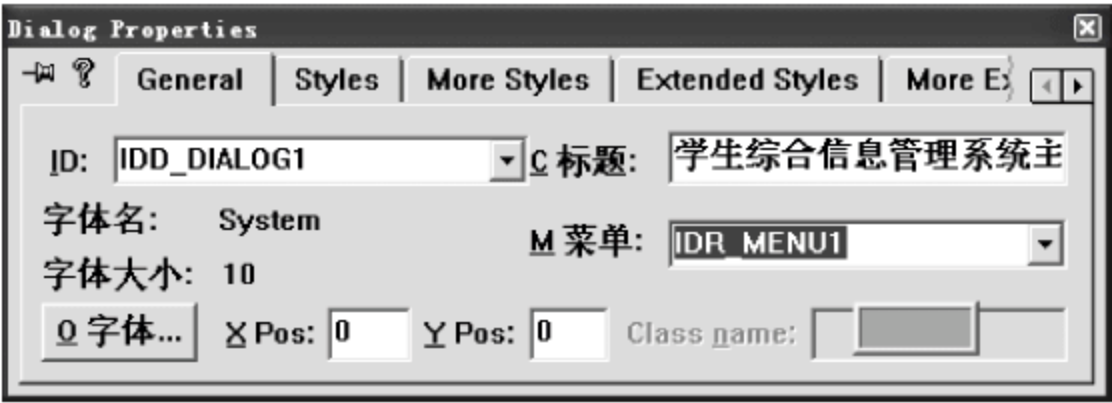 Dialog Properties
General Styles More Styles Extended Styles More Ex
ID: IDD_DIALOG1 C 标题: 学生综合信息管理系统主
字体名: System M 菜单: IDR_MENU1
字体大小: 10
O 字体... X Pos: 0 Y Pos: 0 Class name: